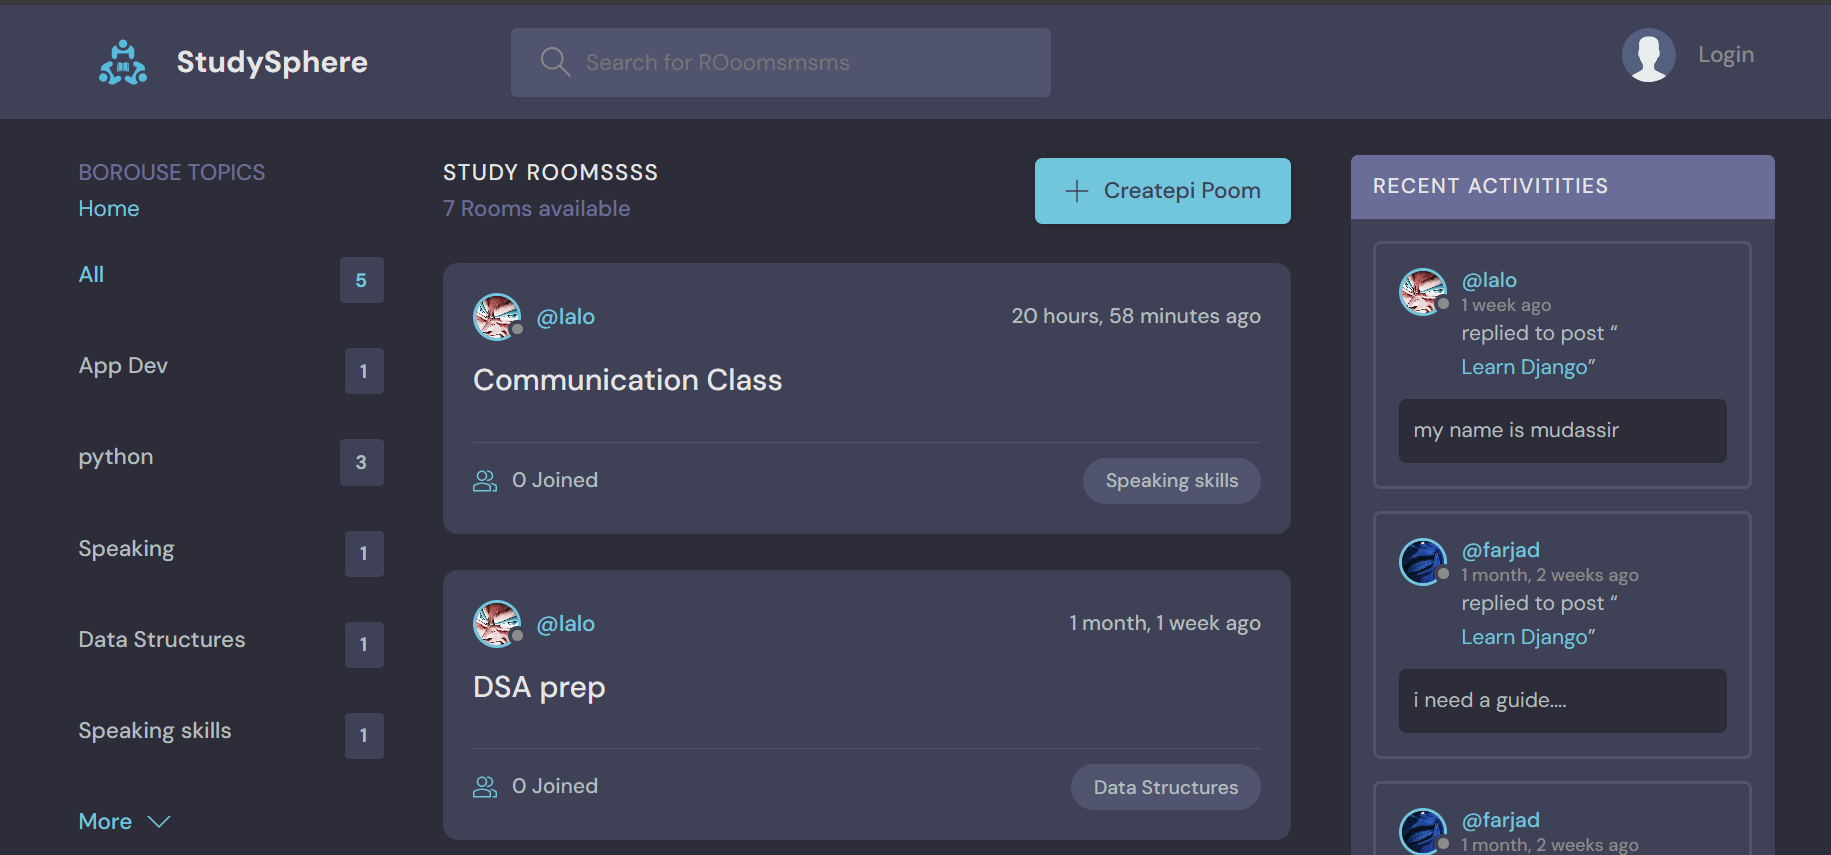 StudySphere
Search for ROoomsmsms
Login
BOROUSE TOPICS
Home
All
5
App Dev
1
python
3
Speaking
1
Data Structures
1
Speaking skills
1
More
STUDY ROOMSSSS
7 Rooms available
Createpi Poom
@lalo
20 hours, 58 minutes ago
Communication Class
0 Joined
Speaking skills
@lalo
1 month, 1 week ago
DSA prep
0 Joined
Data Structures
RECENT ACTIVITITIES
@lalo
1 week ago
replied to post “
Learn Django”
my name is mudassir
@farjad
1 month, 2 weeks ago
replied to post “
Learn Django”
i need a guide....
@farjad
1 month, 2 weeks ago